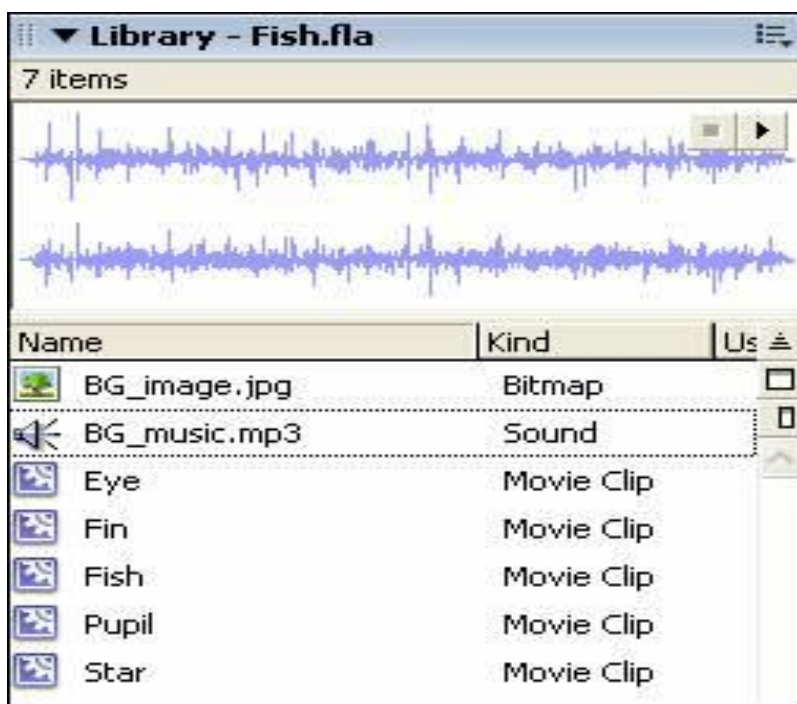 Library - Fish.fla
7 items
Name Kind Us
BG_image.jpg Bitmap
BG_music.mp3 Sound
Eye Movie Clip
Fin Movie Clip
Fish Movie Clip
Pupil Movie Clip
Star Movie Clip